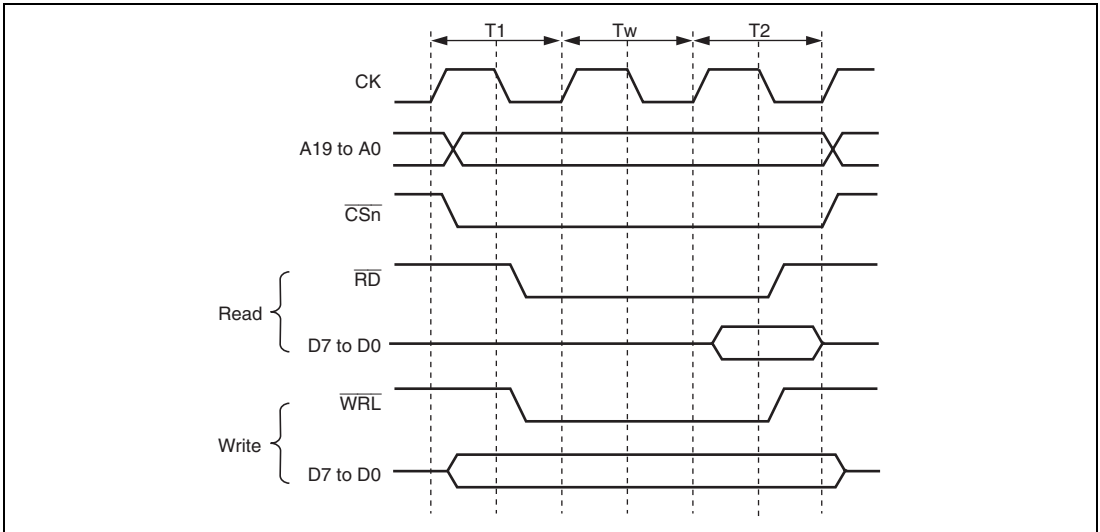 T1 Tw T2
CK
A19 to A0
CSn
RD
Read
D7 to D0
WRL
Write
D7 to D0